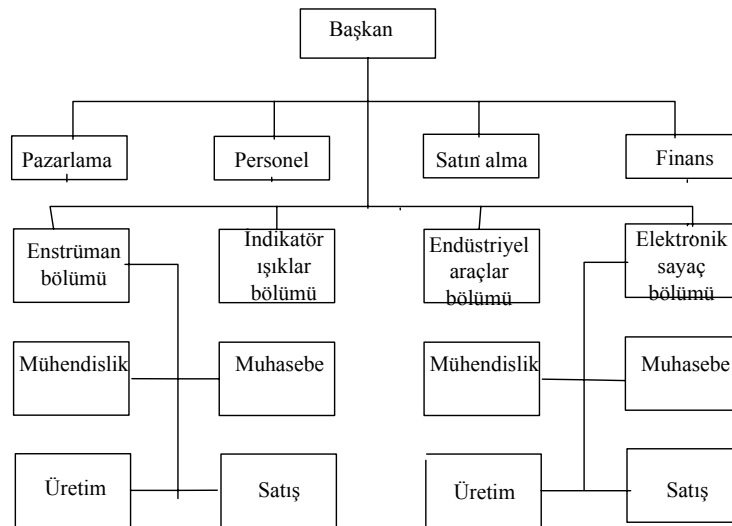 Başkan
Pazarlama
Personel
Satın alma
Finans
Enstrüman
bölümü
İndikatör
ışıklar
bölümü
Endüstriyel
araçlar
bölümü
Elektronik
sayaç
bölümü
Mühendislik
Muhasebe
Mühendislik
Muhasebe
Üretim
Satış
Üretim
Satış